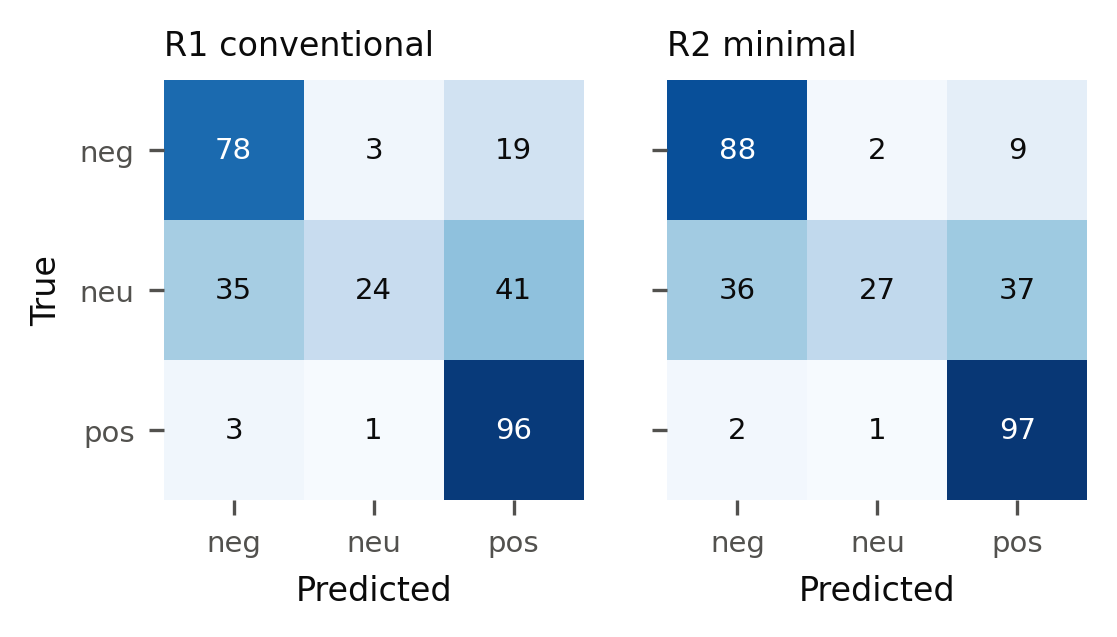 R1 conventional
R2 minimal
True
neg 78 3 19
88 2 9
neu 35 24 41
36 27 37
pos 3 1 96
2 1 97
neg neu pos
neg neu pos
Predicted
Predicted